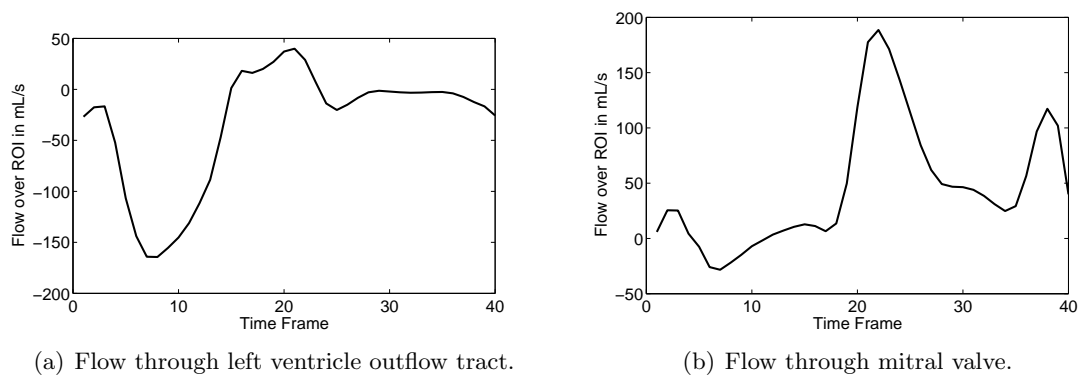 50
0
−50
−100
−150
−200
0 10 20 30 40
Flow over ROI in mL/s
Time Frame
(a) Flow through left ventricle outflow tract.
200
150
100
50
0
−50
0 10 20 30 40
Flow over ROI in mL/s
Time Frame
(b) Flow through mitral valve.